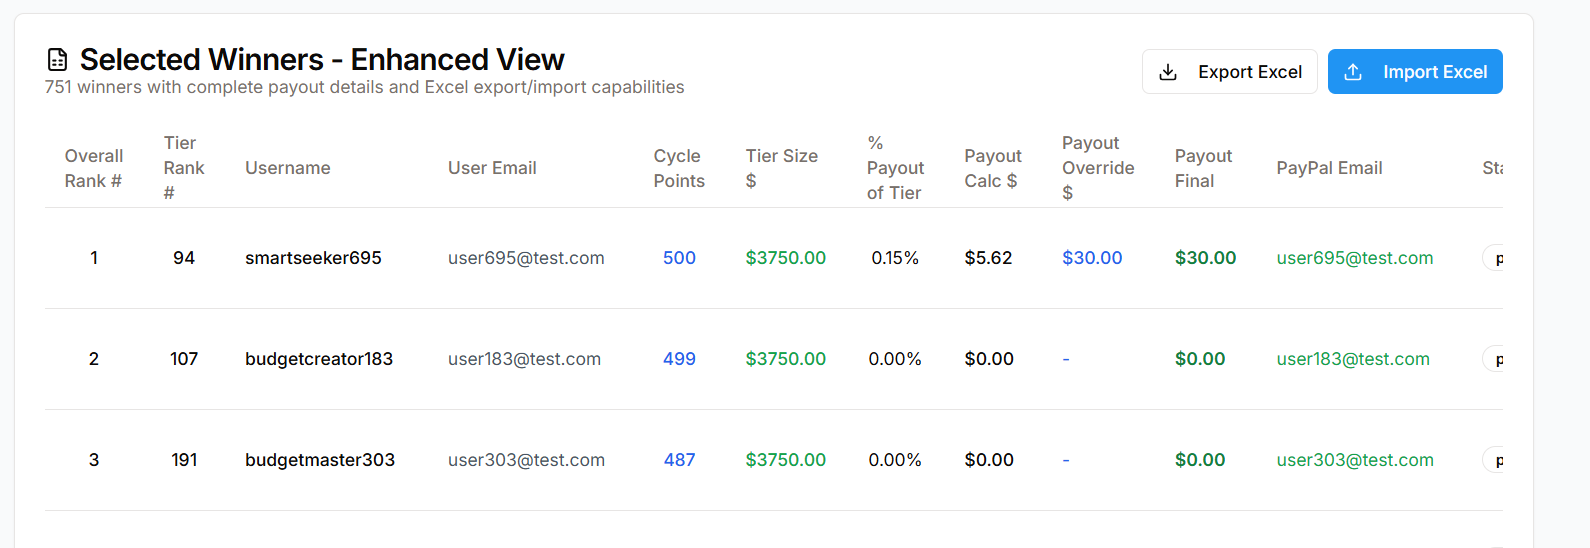 Selected Winners - Enhanced View
751 winners with complete payout details and Excel export/import capabilities
Export Excel
Import Excel
Overall Rank #
Tier Rank #
Username
User Email
Cycle Points
Tier Size $
% Payout of Tier
Payout Calc $
Payout Override $
Payout Final
PayPal Email
Sta
1 94 smartseeker695 user695@test.com 500 $3750.00 0.15% $5.62 $30.00 $30.00 user695@test.com p
2 107 budgetcreator183 user183@test.com 499 $3750.00 0.00% $0.00 - $0.00 user183@test.com p
3 191 budgetmaster303 user303@test.com 487 $3750.00 0.00% $0.00 - $0.00 user303@test.com p